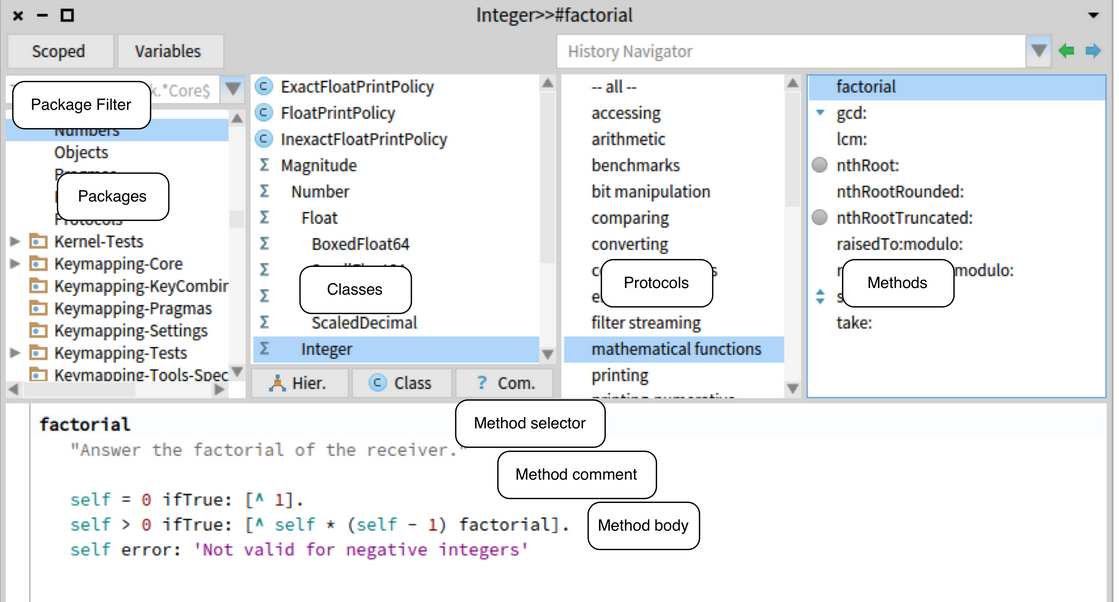 Integer>>#factorial
Scoped
Variables
History Navigator
k.*Core$
Package Filter
Numbers
Objects
Packages
Protocols
Kernel-Tests
Keymapping-Core
Keymapping-KeyCombin
Keymapping-Pragmas
Keymapping-Settings
Keymapping-Tests
Keymapping-Tools-Spec
ExactFloatPrintPolicy
FloatPrintPolicy
InexactFloatPrintPolicy
Magnitude
Number
Float
BoxedFloat64
Classes
ScaledDecimal
Integer
Hier.
Class
? Com.
-- all --
accessing
arithmetic
benchmarks
bit manipulation
comparing
converting
Protocols
filter streaming
mathematical functions
printing
factorial
gcd:
lcm:
nthRoot:
nthRootRounded:
nthRootTruncated:
raisedTo:modulo:
modulo:
Methods
take:
factorial
"Answer the factorial of the receiver."
self = 0 ifTrue: [^ 1].
self > 0 ifTrue: [^ self * (self - 1) factorial].
self error: 'Not valid for negative integers'
Method selector
Method comment
Method body